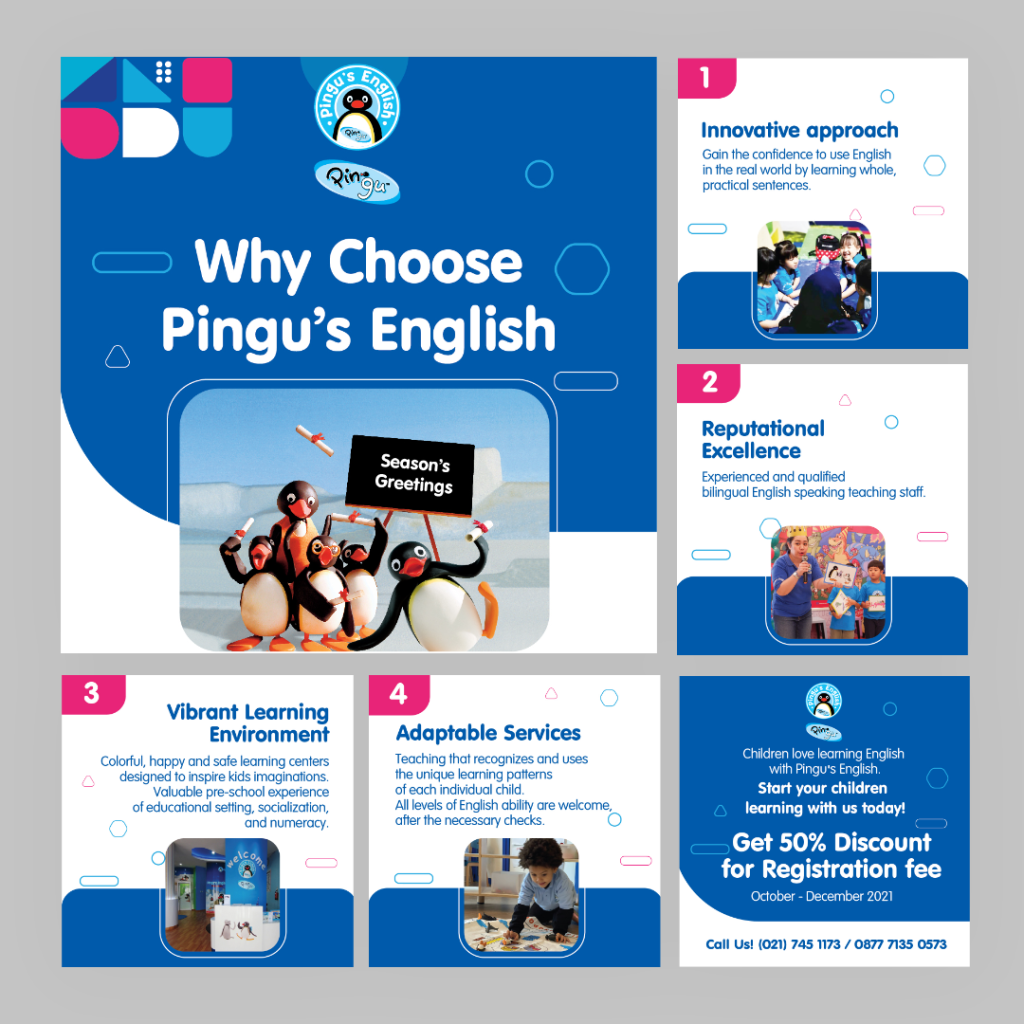 Pingu's English
Pingu
Pingu™
Why Choose
Pingu's English
Season's
Greetings
1
Innovative approach
Gain the confidence to use English
in the real world by learning whole,
practical sentences.
2
Reputational
Excellence
Experienced and qualified
bilingual English speaking teaching staff.
3
Vibrant Learning
Environment
Colorful, happy and safe learning centers
designed to inspire kids imaginations.
Valuable pre-school experience
of educational setting, socialization,
and numeracy.
welcome
4
Adaptable Services
Teaching that recognizes and uses
the unique learning patterns
of each individual child.
All levels of English ability are welcome,
after the necessary checks.
Pingu's English
Pingu
Children love learning English
with Pingu's English.
Start your children
learning with us today!
Get 50% Discount
for Registration fee
October - December 2021
Call Us! (021) 745 1173 / 0877 7135 0573